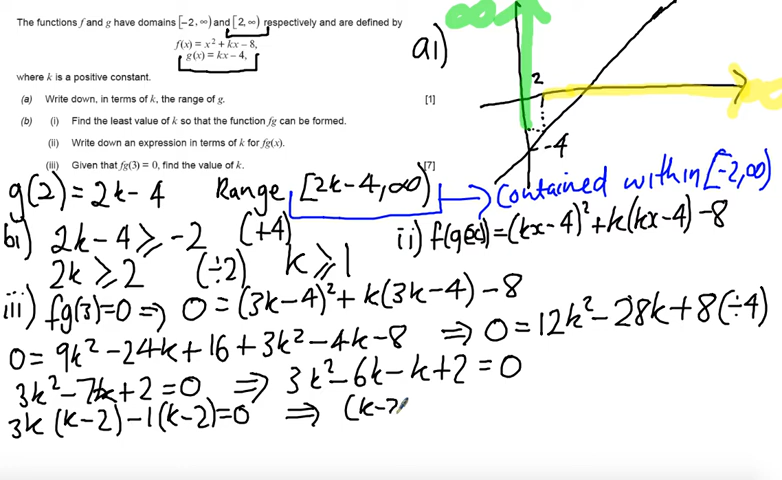 The functions f and g have domains [−2, ∞) and [2, ∞) respectively and are defined by
f(x) = x² + kx − 8,
g(x) = kx − 4,
where k is a positive constant.
(a) Write down, in terms of k, the range of g. [1]
(b) (i) Find the least value of k so that the function fg can be formed.
(ii) Write down an expression in terms of k for fg(x).
(iii) Given that fg(3) = 0, find the value of k. [7]
a1)
∞
2
-4
g(2) = 2k − 4 Range [2k − 4, ∞) → Contained within [−2, ∞)
bi) 2k − 4 ⩾ −2 (+4)
2k ⩾ 2 (÷2) k ⩾ 1
ii) f(g(x)) = (kx − 4)² + k(kx − 4) − 8
iii) fg(3) = 0 ⇒ 0 = (3k − 4)² + k(3k − 4) − 8
0 = 9k² − 24k + 16 + 3k² − 4k − 8 ⇒ 0 = 12k² − 28k + 8 (÷4)
3k² − 7k + 2 = 0 ⇒ 3k² − 6k − k + 2 = 0
3k (k − 2) − 1(k − 2) = 0 ⇒ (k − 2